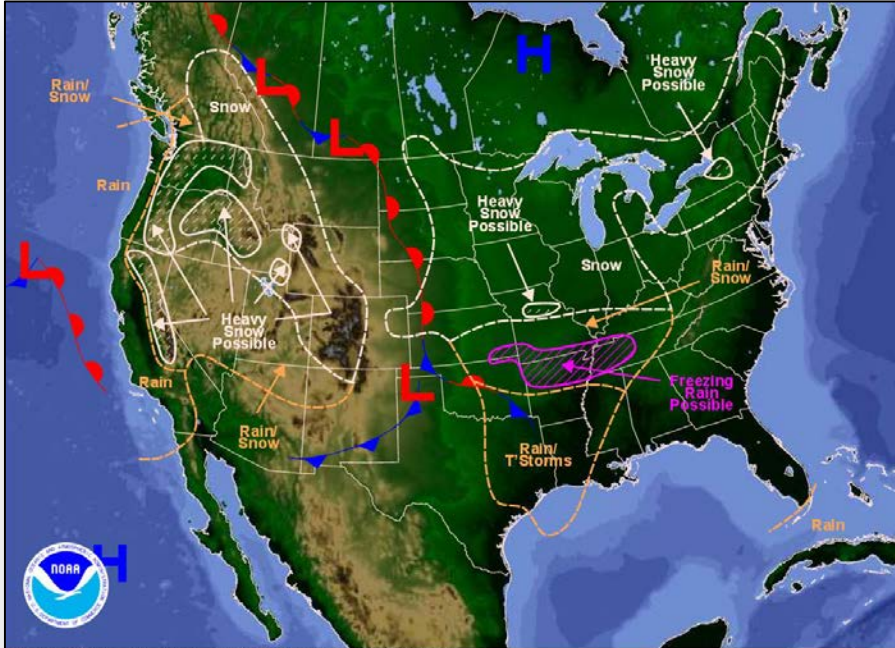 H
Heavy
Snow
Possible
L
Rain/
Snow
Snow
L
Rain
Heavy
Snow
Possible
L
Snow
Rain/
Snow
Heavy
Snow
Possible
L
Rain
Freezing
Rain
Possible
Rain/
Snow
Rain/
T'Storms
Rain
H
NOAA